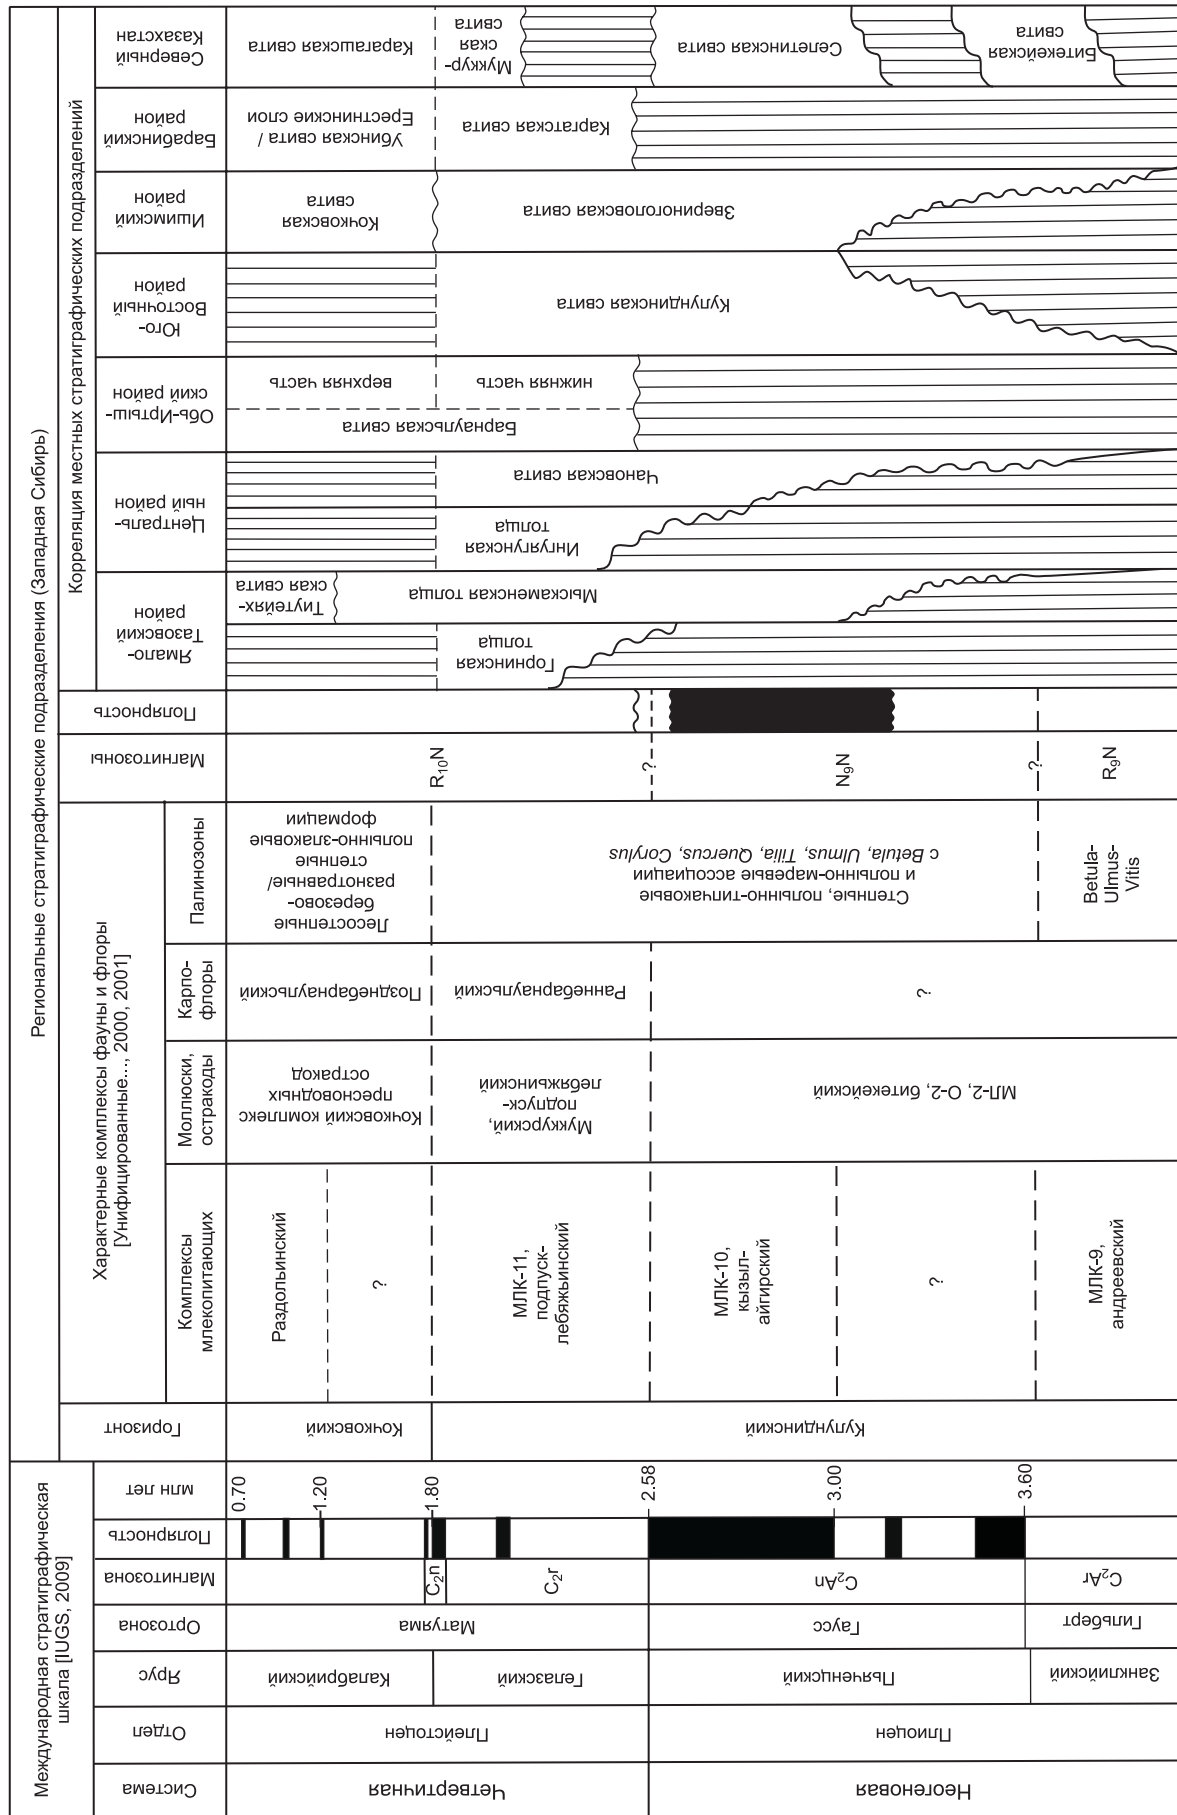 Международная стратиграфическая
шкала [IUGS, 2009]
Региональные стратиграфические подразделения (Западная Сибирь)
Система
Отдел
Ярус
Ортозона
Магнитозона
Полярность
млн лет
Горизонт
Характерные комплексы фауны и флоры
[Унифицированные..., 2000, 2001]
Комплексы
млекопитающих
Моллюски,
остракоды
Карпо-
флоры
Палинозоны
Магнитозоны
Полярность
Корреляция местных стратиграфических подразделений
Ямало-
Тазовский
район
Централь-
ный район
Обь-Иртыш-
ский район
Юго-
Восточный
район
Ишимский
район
Барабинский
район
Северный
Казахстан
Четвертичная
Неогеновая
Плейстоцен
Плиоцен
Калабрийский
Гелазский
Пьяченцский
Занклийский
Матуяма
Гаусс
Гильберт
C₂n
C₂r
C₂An
C₂Ar
0.70
1.20
1.80
2.58
3.00
3.60
Кочковский
Кулундинский
Раздольинский
?
МЛК-11,
подпуск-
лебяжьинский
МЛК-10,
кызыл-
айгирский
?
МЛК-9,
андреевский
Кочковский комплекс
пресноводных
остракод
Муккурский,
подпуск-
лебяжьинский
МЛ-2, О-2, битекейский
Позднебарнаульский
Раннебарнаульский
?
Лесостепные
березово-
разнотравные/
степные
полынно-злаковые
формации
Степные, полынно-типчаковые
и полынно-маревые ассоциации
с Betula, Ulmus, Tilia, Quercus, Corylus
Betula-
Ulmus-
Vitis
R₁₀N
?
N₉N
?
R₉N
Горнинская
толща
Тиутейях-
ская свита
Мыскаменская толща
Ингузгунская
толща
Чановская свита
Барнаульская свита
верхняя часть
нижняя часть
Кулундинская свита
Кочковская
свита
Звериноголовская свита
Убинская свита /
Ерестнинские слои
Каргатская свита
Карагашская свита
Муккур-
ская
свита
Селетинская свита
Битекейская
свита